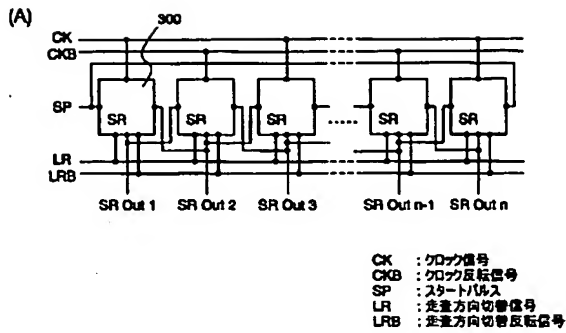 (A)
300
CK
CKB
SP
SR SR SR ...... SR SR
LR
LRB
SR Out 1 SR Out 2 SR Out 3 SR Out n-1 SR Out n
CK :クロック信号
CKB :クロック反転信号
SP :スタートパルス
LR :走査方向切替信号
LRB :走査方向切替反転信号